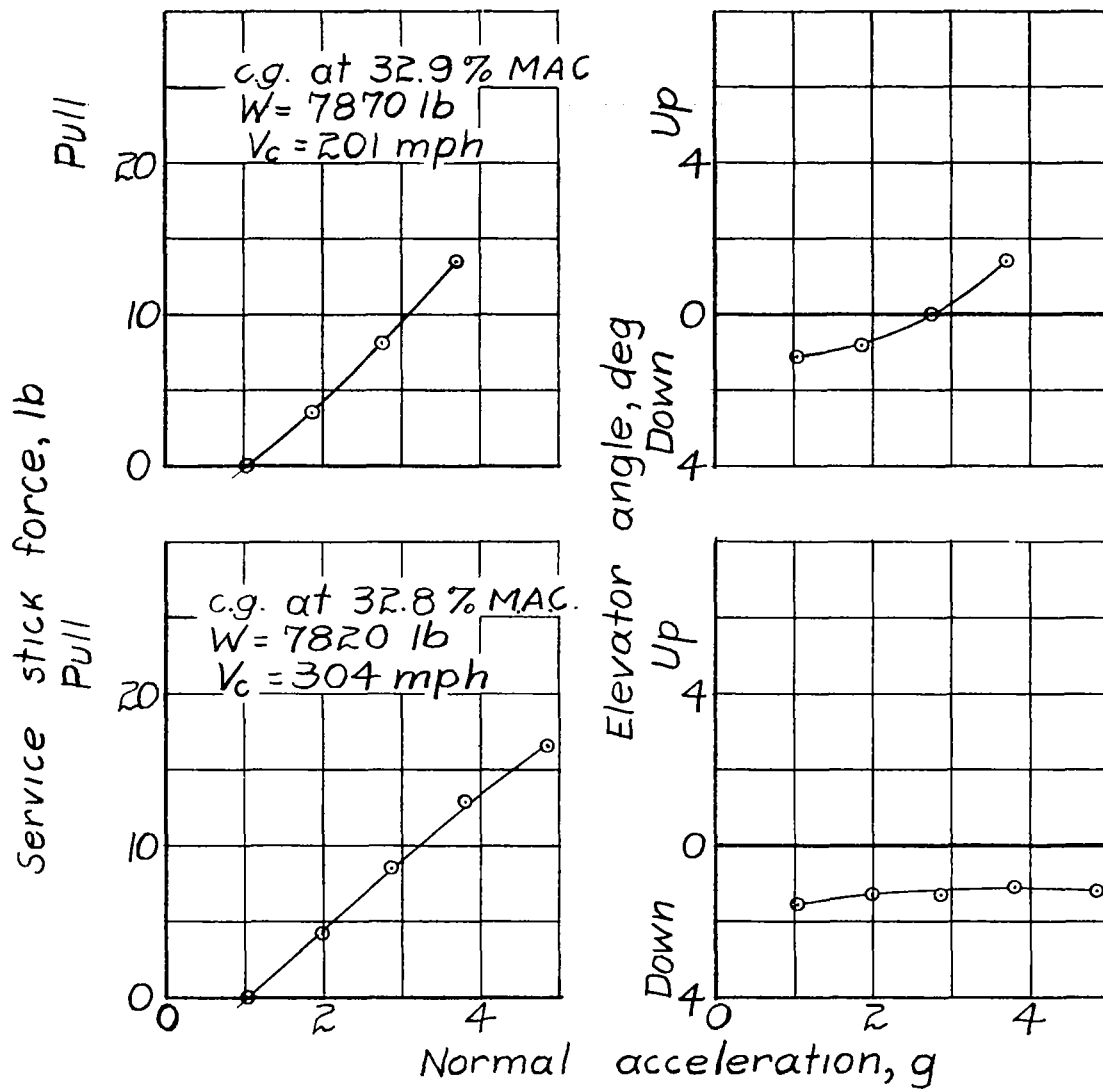 c.g. at 32.9% MAC
W = 7870 lb
Vc = 201 mph
Pull
20
10
0
Up
4
0
Down
4
Service stick force, lb
Elevator angle, deg
c.g. at 32.8% M.A.C.
W = 7820 lb
Vc = 304 mph
Pull
20
10
0
Up
4
0
Down
4
0 2 4
0 2 4
Normal acceleration, g